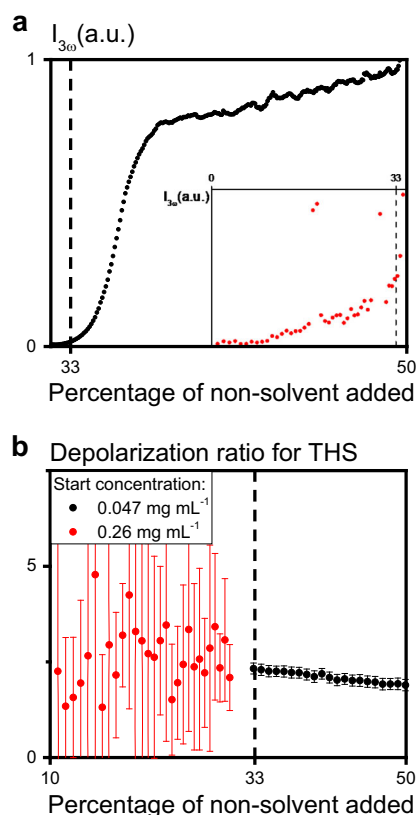 a
I3ω(a.u.)
1
0 33
I3ω(a.u.)
0
33 50
Percentage of non-solvent added
b Depolarization ratio for THS
Start concentration:
0.047 mg mL⁻¹
0.26 mg mL⁻¹
5
0
10 33 50
Percentage of non-solvent added